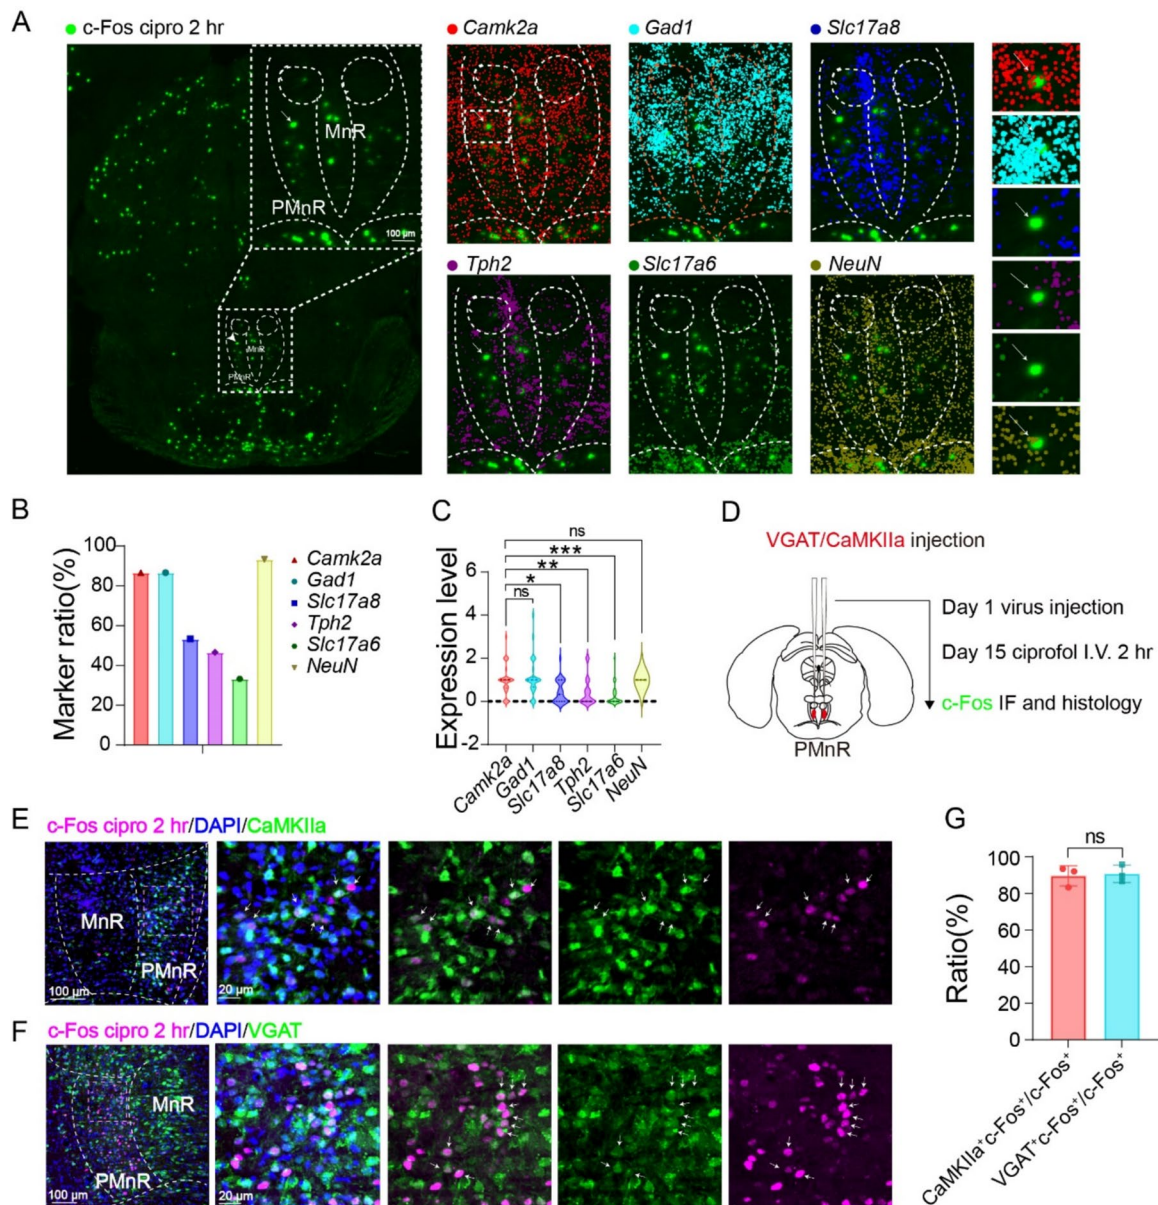 A
c-Fos cipro 2 hr
Camk2a
Gad1
Slc17a8
MnR
PMnR
100 µm
MnR
PMnR
Tph2
Slc17a6
NeuN
B
Marker ratio(%)
100
80
60
40
20
0
Camk2a
Gad1
Slc17a8
Tph2
Slc17a6
NeuN
C
Expression level
6
4
2
0
-2
ns
***
**
*
ns
Camk2a
Gad1
Slc17a8
Tph2
Slc17a6
NeuN
D
VGAT/CaMKIIa injection
Day 1 virus injection
Day 15 ciprofol I.V. 2 hr
c-Fos IF and histology
PMnR
E
c-Fos cipro 2 hr/DAPI/CaMKIIa
MnR
PMnR
100 µm
20 µm
F
c-Fos cipro 2 hr/DAPI/VGAT
MnR
PMnR
100 µm
20 µm
G
Ratio(%)
100
80
60
40
20
0
ns
CaMKIIa⁺c-Fos⁺/c-Fos⁺
VGAT⁺c-Fos⁺/c-Fos⁺